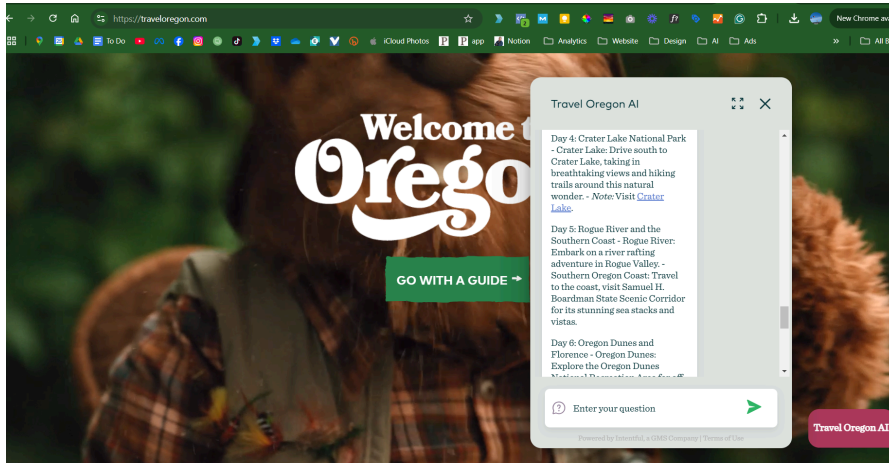 https://traveloregon.com
New Chrome av
To Do
iCloud Photos
app
Notion
Analytics
Website
Design
AI
Ads
All B
Welcome t
Orego
GO WITH A GUIDE
Travel Oregon AI
Day 4: Crater Lake National Park
- Crater Lake: Drive south to
Crater Lake, taking in
breathtaking views and hiking
trails around this natural
wonder. - Note: Visit Crater
Lake.
Day 5: Rogue River and the
Southern Coast - Rogue River:
Embark on a river rafting
adventure in Rogue Valley. -
Southern Oregon Coast: Travel
to the coast, visit Samuel H.
Boardman State Scenic Corridor
for its stunning sea stacks and
vistas.
Day 6: Oregon Dunes and
Florence - Oregon Dunes:
Explore the Oregon Dunes
National Recreation Area for off
Enter your question
Powered by Intentful, a GMS Company | Terms of Use
Travel Oregon AI